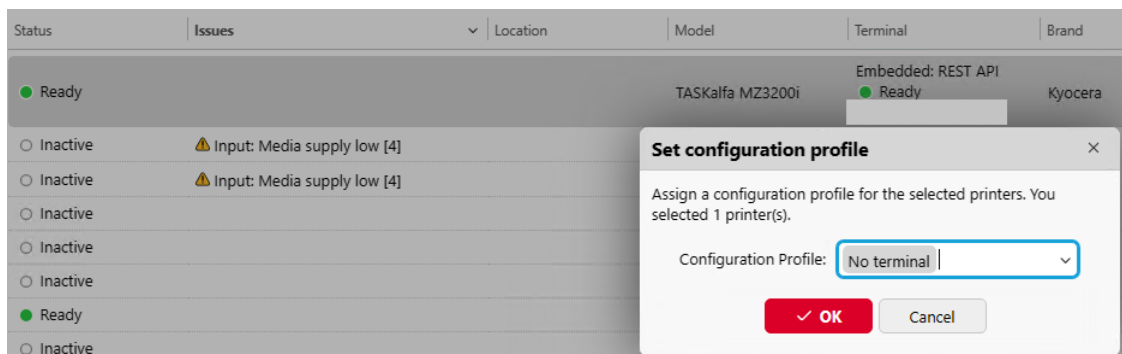 Status Issues Location Model Terminal Brand
Embedded: REST API
Ready TASKalfa MZ3200i Ready Kyocera
Inactive Input: Media supply low [4]
Inactive Input: Media supply low [4]
Inactive
Inactive
Inactive
Ready
Inactive
Set configuration profile
Assign a configuration profile for the selected printers. You
selected 1 printer(s).
Configuration Profile: No terminal
OK Cancel